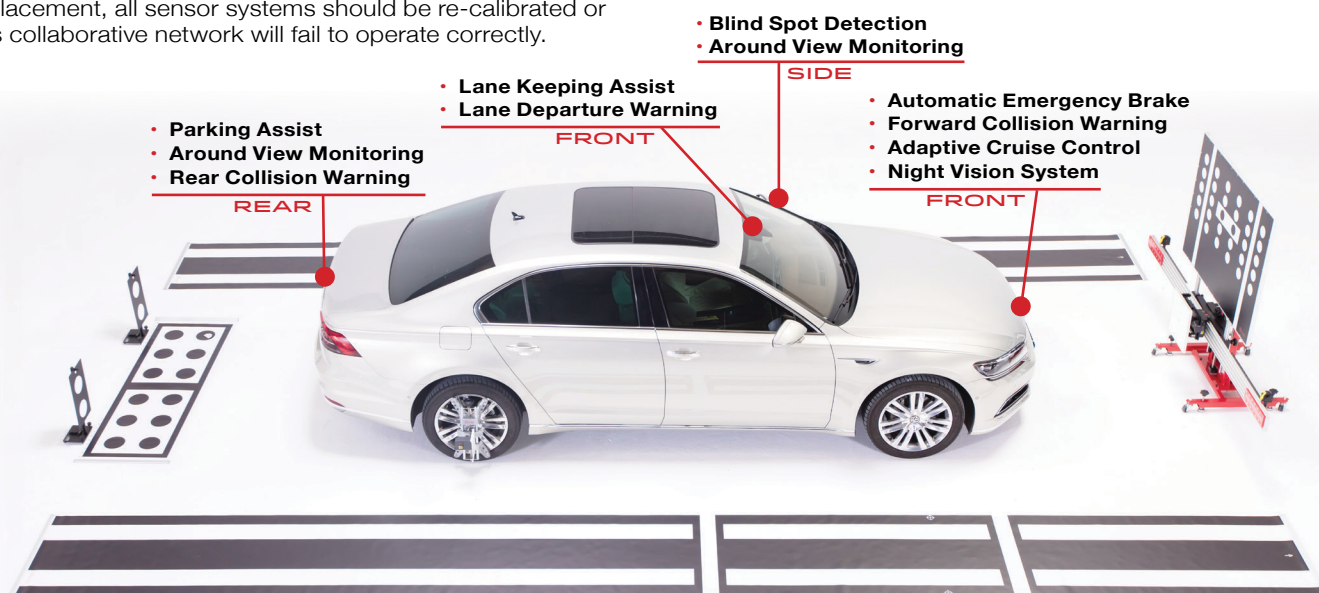 lacement, all sensor systems should be re-calibrated or
s collaborative network will fail to operate correctly.
• Blind Spot Detection
• Around View Monitoring
SIDE
• Lane Keeping Assist
• Lane Departure Warning
FRONT
• Automatic Emergency Brake
• Forward Collision Warning
• Adaptive Cruise Control
• Night Vision System
FRONT
• Parking Assist
• Around View Monitoring
• Rear Collision Warning
REAR